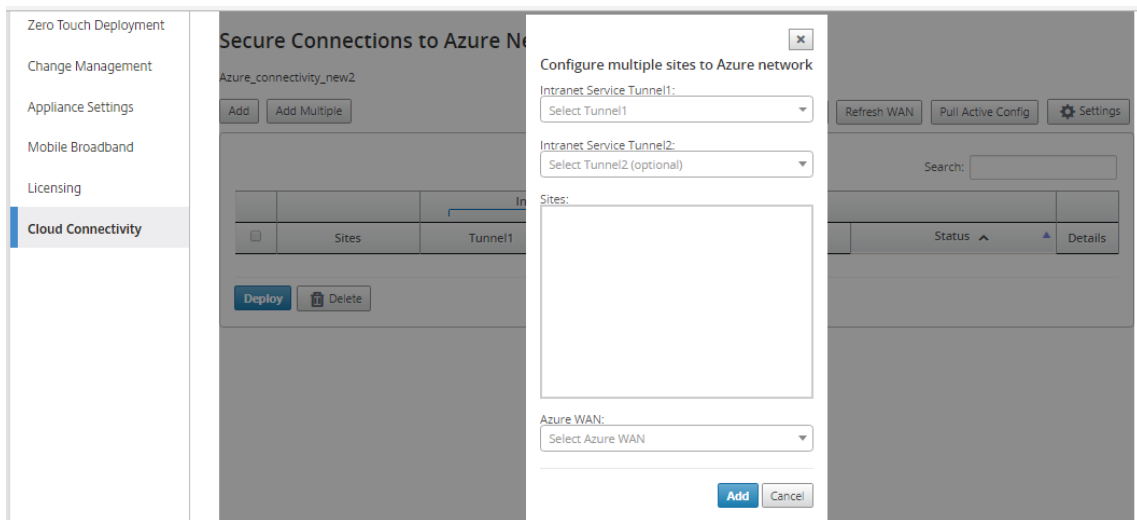 Zero Touch Deployment
Change Management
Appliance Settings
Mobile Broadband
Licensing
Cloud Connectivity
Secure Connections to Azure Ne
Azure_connectivity_new2
Add
Add Multiple
Refresh WAN
Pull Active Config
Settings
Search:
In
Sites
Tunnel1
Status
Details
Deploy
Delete
×
Configure multiple sites to Azure network
Intranet Service Tunnel1:
Select Tunnel1
Intranet Service Tunnel2:
Select Tunnel2 (optional)
Sites:
Azure WAN:
Select Azure WAN
Add
Cancel